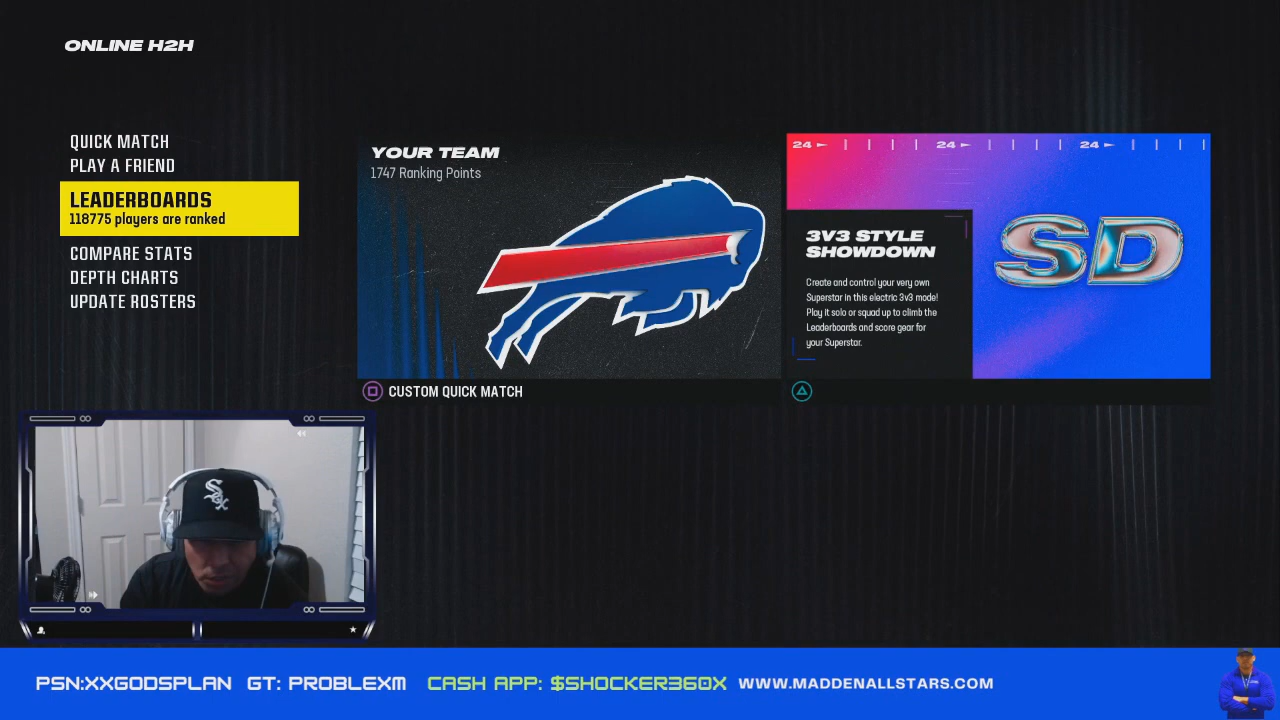 ONLINE H2H
QUICK MATCH
PLAY A FRIEND
LEADERBOARDS
118775 players are ranked
COMPARE STATS
DEPTH CHARTS
UPDATE ROSTERS
YOUR TEAM
1747 Ranking Points
CUSTOM QUICK MATCH
24 24 24
3V3 STYLE
SHOWDOWN
Create and control your very own
Superstar in this electric 3v3 mode!
Play it solo or squad up to climb the
Leaderboards and score gear for
your Superstar.
SD
Sox
PSN:XXGODSPLAN GT: PROBLEXM CASH APP: $SHOCKER360X WWW.MADDENALLSTARS.COM